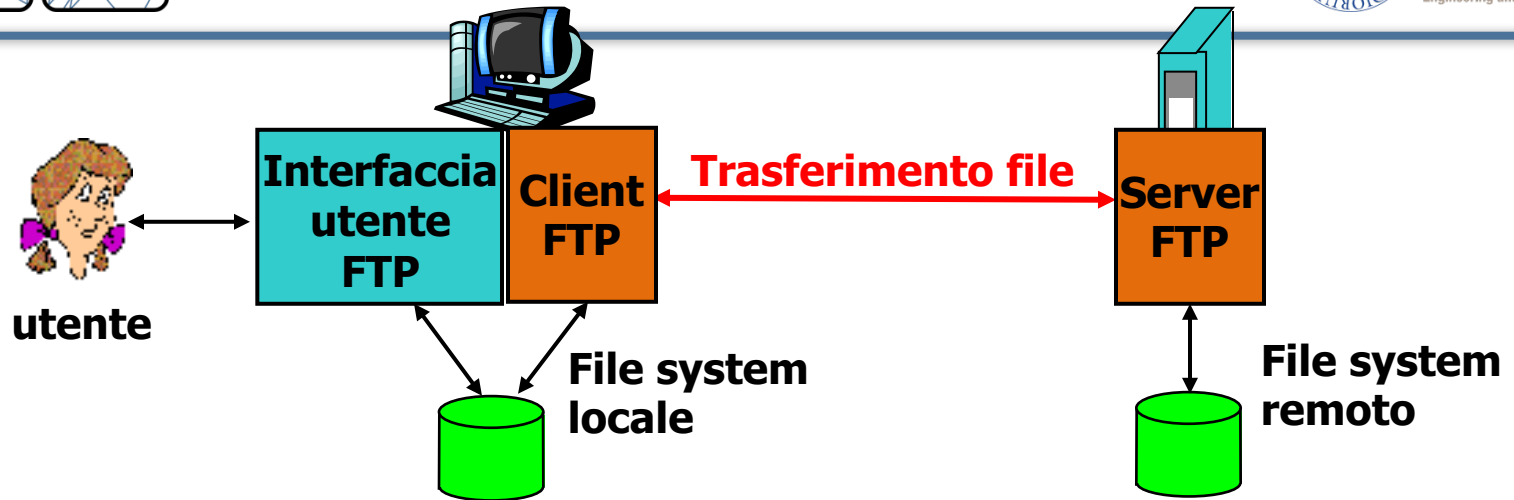 Interfaccia
utente
FTP
Client
FTP
Trasferimento file
Server
FTP
utente
File system
locale
File system
remoto